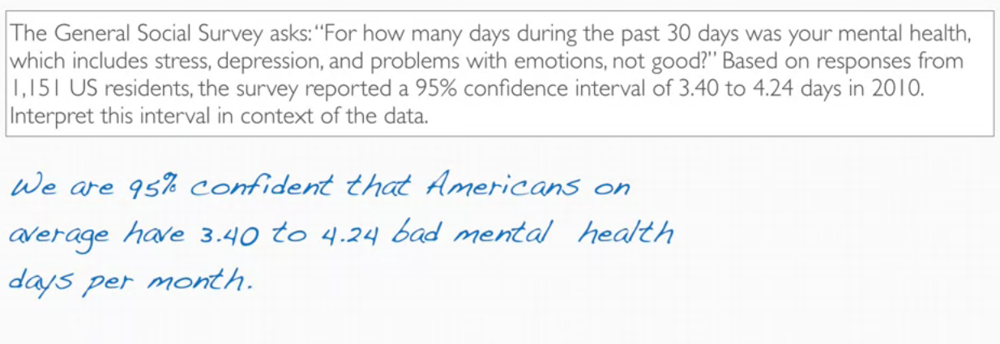 The General Social Survey asks: "For how many days during the past 30 days was your mental health,
which includes stress, depression, and problems with emotions, not good?" Based on responses from
1,151 US residents, the survey reported a 95% confidence interval of 3.40 to 4.24 days in 2010.
Interpret this interval in context of the data.
We are 95% confident that Americans on
average have 3.40 to 4.24 bad mental health
days per month.